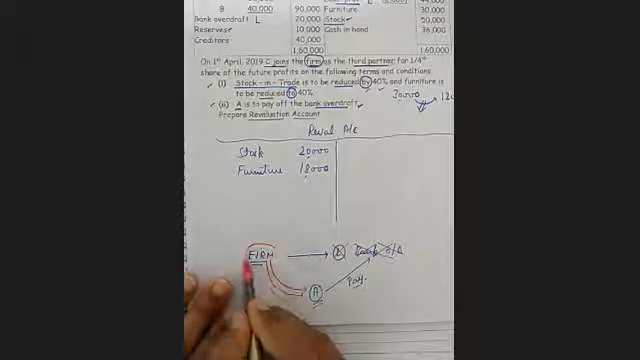 B 40,000 90,000 Furniture 30,000
Bank overdraft L 20,000 Stock 50,000
Reserves 10,000 Cash in hand 36,000
Creditors 40,000
1,60,000 1,60,000
On 1st April, 2019 C joins the firm as the third partner for 1/4th
share of the future profits on the following terms and conditions
(i) Stock-in-Trade is to be reduced by 40% and furniture is
to be reduced to 40%.
30000 120
(ii) A is to pay off the bank overdraft
Prepare Revaluation Account
Reval A/c
Stock 20000
Furniture 18000
FIRM
A Pay